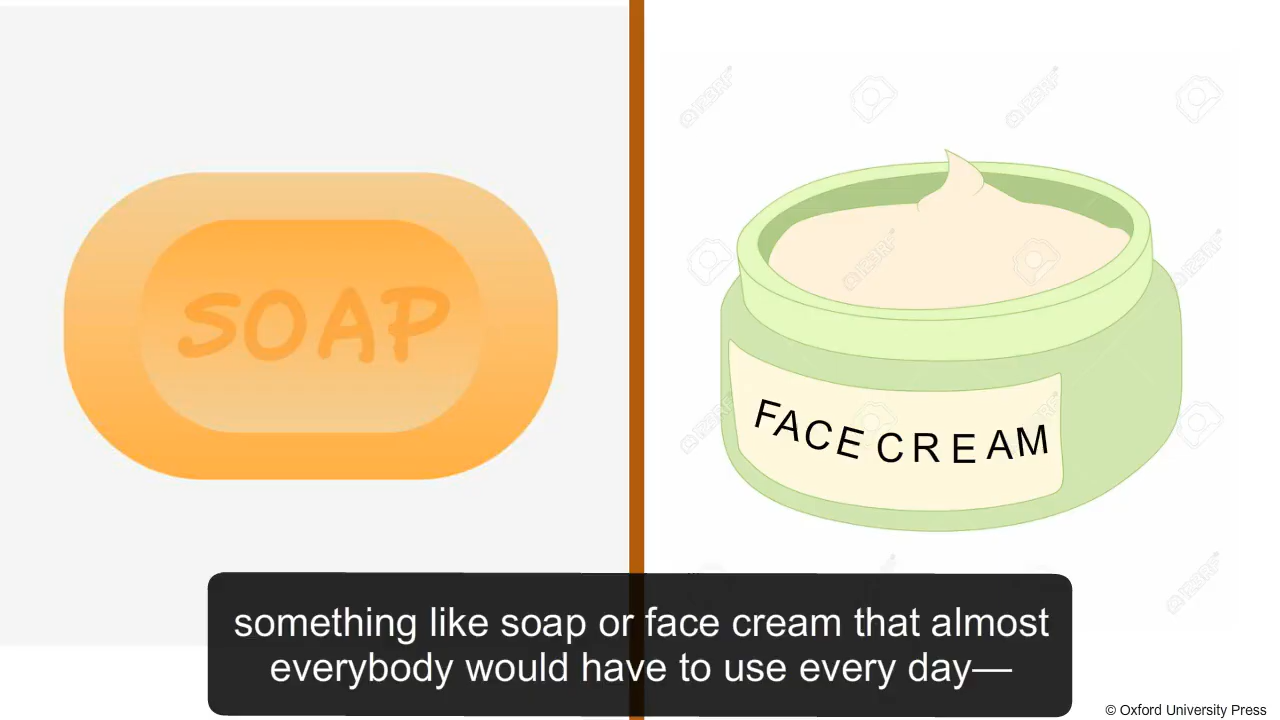 SOAP
FACE CREAM
something like soap or face cream that almost
everybody would have to use every day—
© Oxford University Press